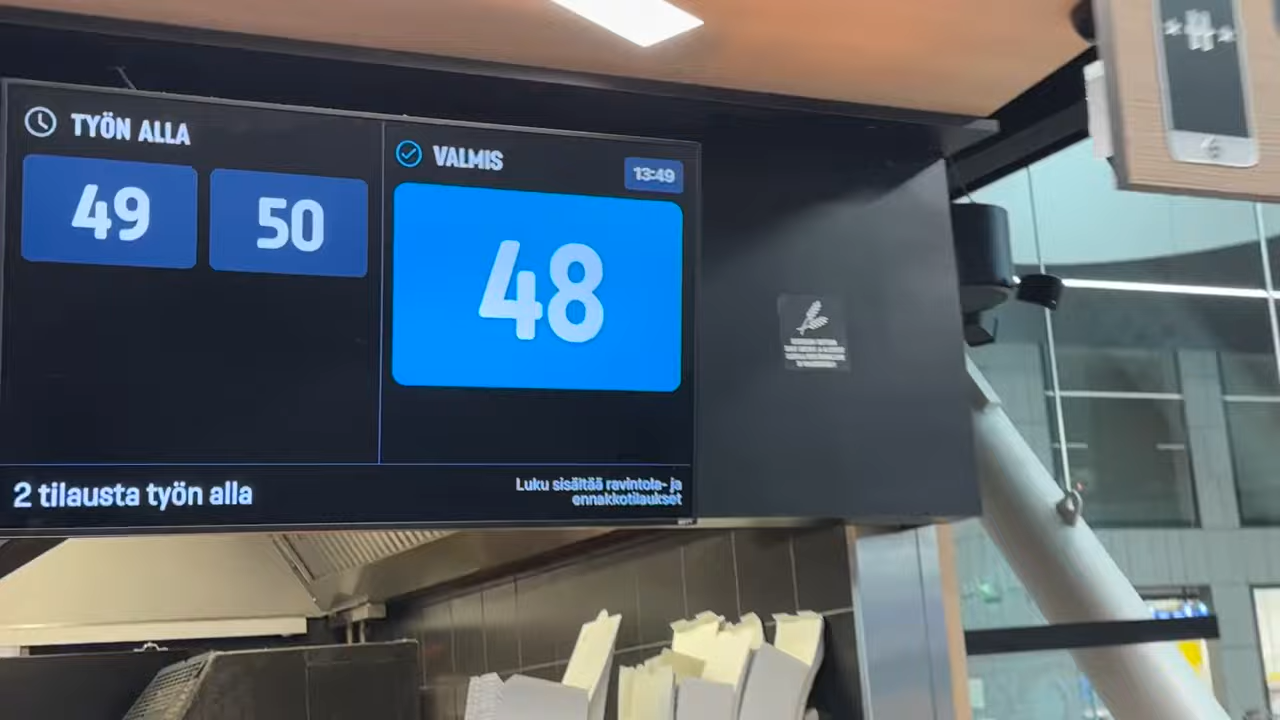 TYÖN ALLA
49
50
VALMIS
13:49
48
2 tilausta työn alla
Luku sisältää ravintola- ja
ennakkotilaukset